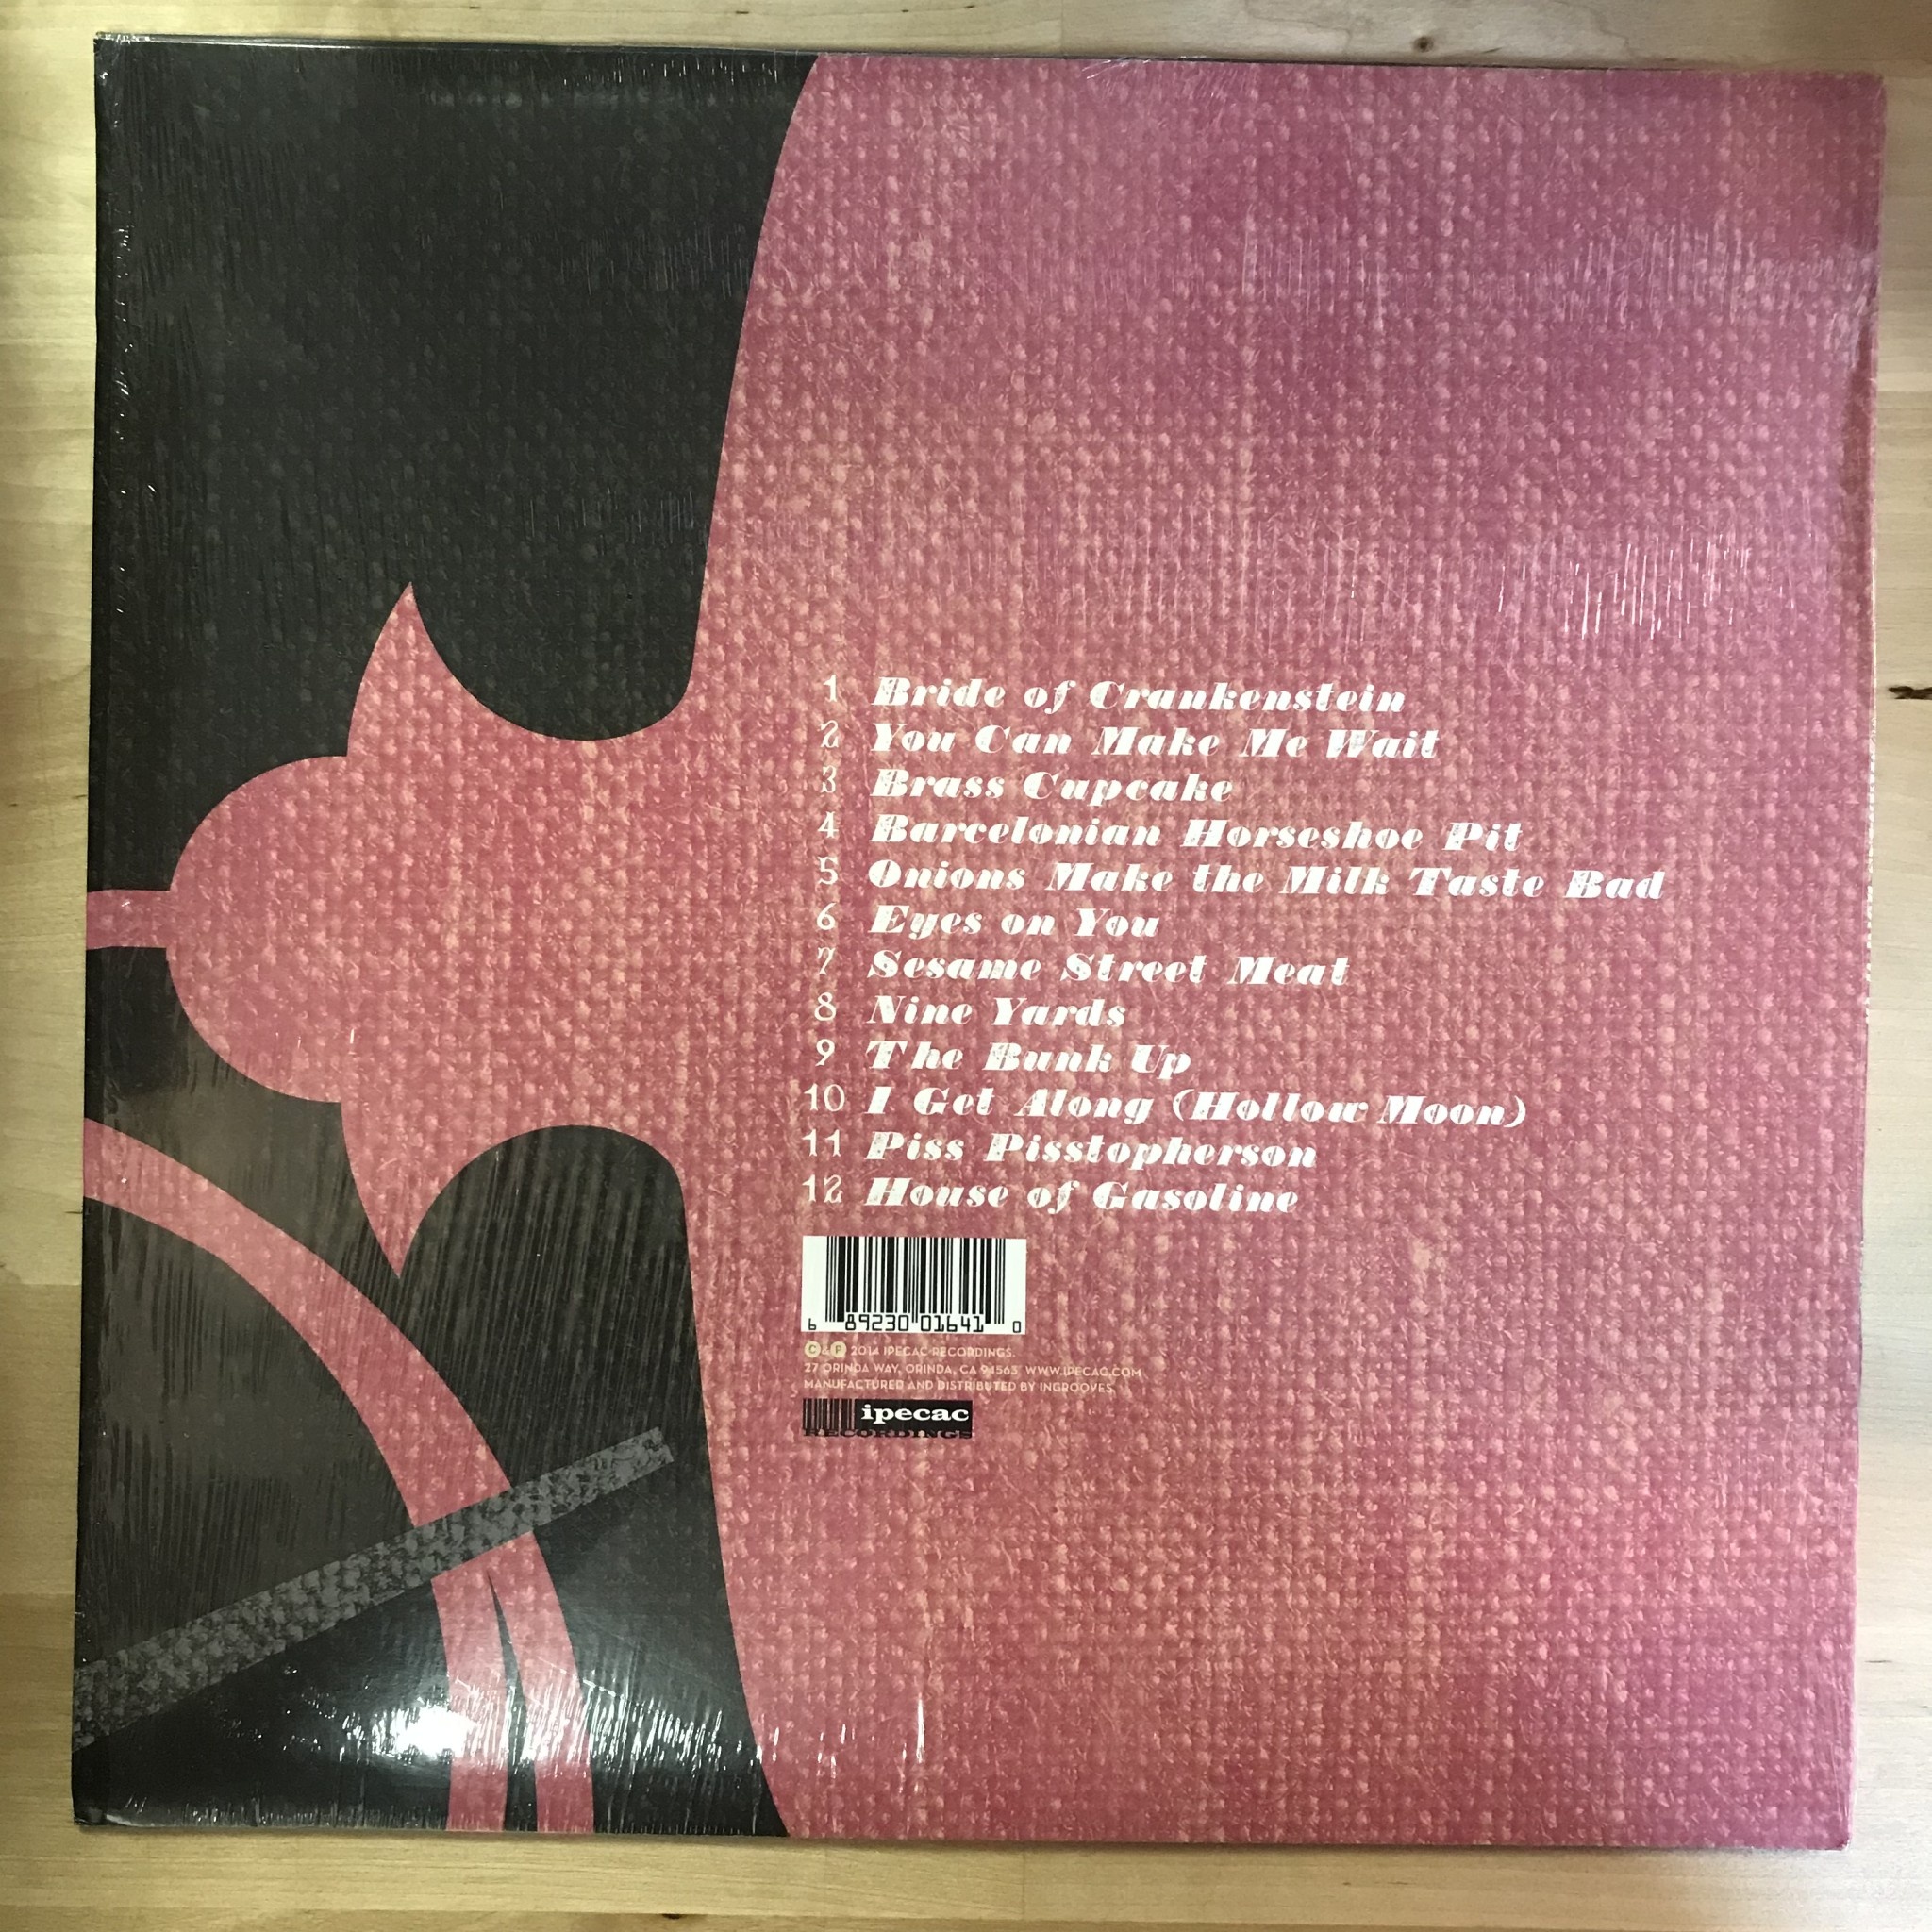 1 Bride of Crankenstein
2 You Can Make Me Wait
3 Brass Cupcake
4 Barcelonian Horseshoe Pit
5 Onions Make the Milk Taste Bad
6 Eyes on You
7 Sesame Street Meat
8 Nine Yards
9 The Bunk Up
10 I Get Along (Hollow Moon)
11 Piss Pisstopherson
12 House of Gasoline
6 89230 01641 0
C & P 2014 IPECAC RECORDINGS.
27 ORINDA WAY, ORINDA, CA 94563 WWW.IPECAC.COM
MANUFACTURED AND DISTRIBUTED BY INGROOVES.
ipecac
RECORDINGS